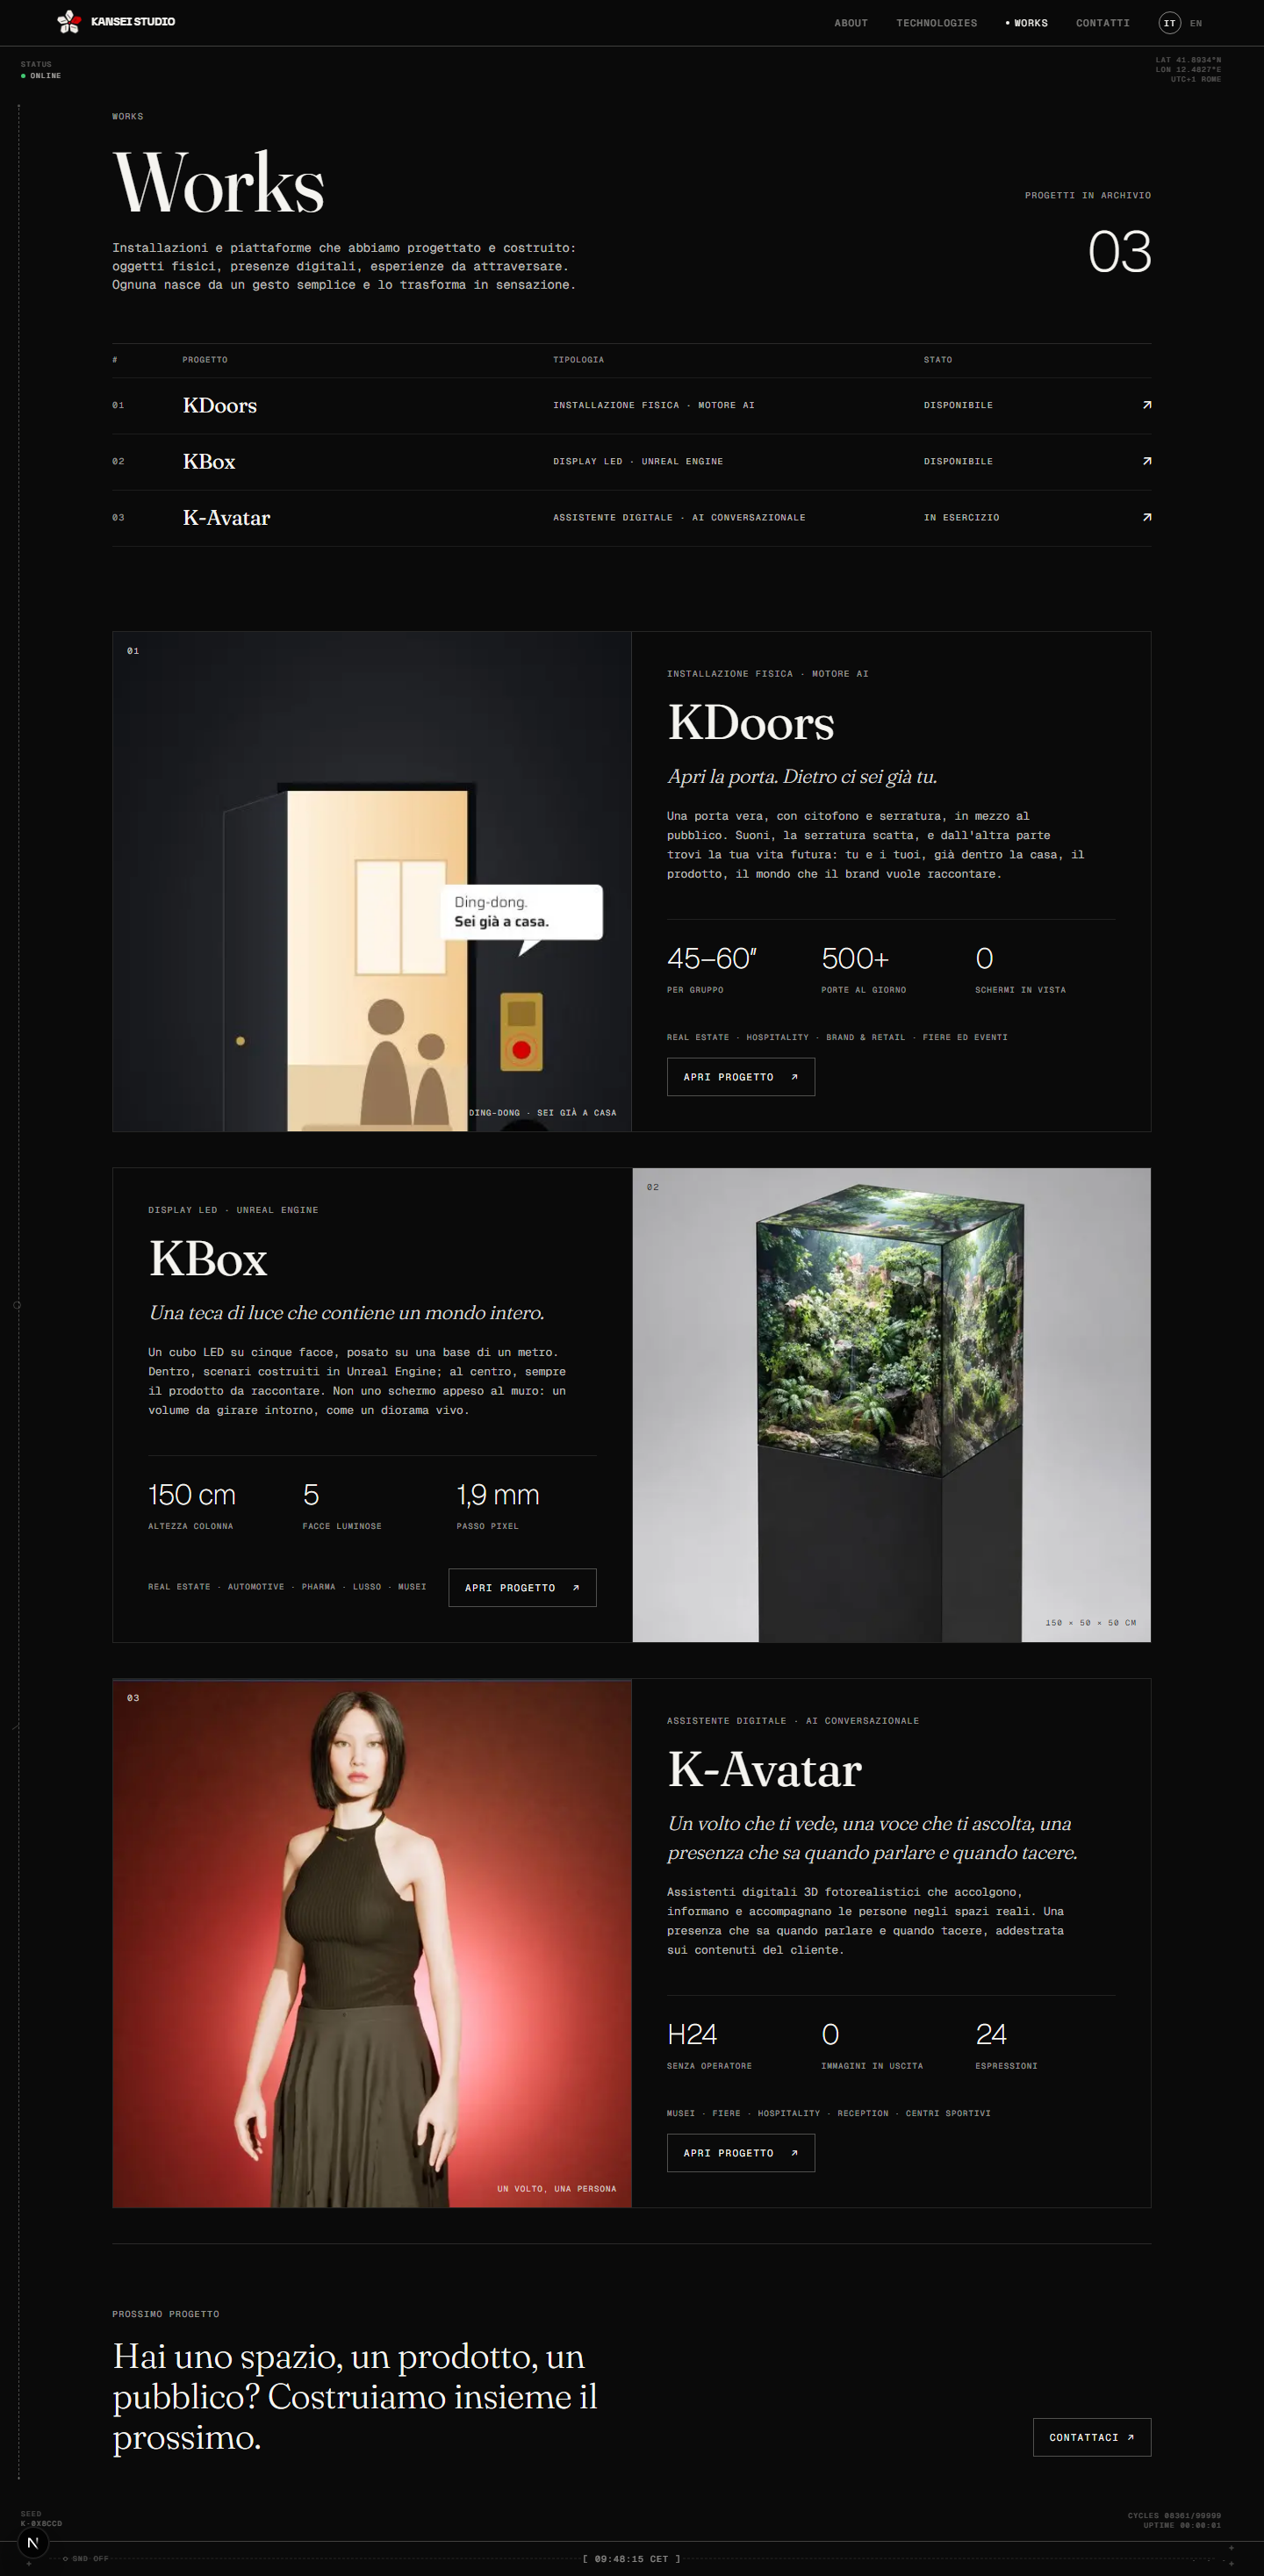 KANSEI STUDIO
ABOUT TECHNOLOGIES • WORKS CONTATTI IT EN
STATUS
ONLINE
LAT 41.8934°N
LON 12.4827°E
UTC+1 ROME
WORKS
Works
PROGETTI IN ARCHIVIO
03
Installazioni e piattaforme che abbiamo progettato e costruito:
oggetti fisici, presenze digitali, esperienze da attraversare.
Ognuna nasce da un gesto semplice e lo trasforma in sensazione.
# PROGETTO TIPOLOGIA STATO
01 KDoors INSTALLAZIONE FISICA · MOTORE AI DISPONIBILE ↗
02 KBox DISPLAY LED · UNREAL ENGINE DISPONIBILE ↗
03 K-Avatar ASSISTENTE DIGITALE · AI CONVERSAZIONALE IN ESERCIZIO ↗
01
Ding-dong.
Sei già a casa.
DING-DONG · SEI GIÀ A CASA
INSTALLAZIONE FISICA · MOTORE AI
KDoors
Apri la porta. Dietro ci sei già tu.
Una porta vera, con citofono e serratura, in mezzo al
pubblico. Suoni, la serratura scatta, e dall'altra parte
trovi la tua vita futura: tu e i tuoi, già dentro la casa, il
prodotto, il mondo che il brand vuole raccontare.
45–60″ 500+ 0
PER GRUPPO PORTE AL GIORNO SCHERMI IN VISTA
REAL ESTATE · HOSPITALITY · BRAND & RETAIL · FIERE ED EVENTI
APRI PROGETTO ↗
DISPLAY LED · UNREAL ENGINE
KBox
Una teca di luce che contiene un mondo intero.
Un cubo LED su cinque facce, posato su una base di un metro.
Dentro, scenari costruiti in Unreal Engine; al centro, sempre
il prodotto da raccontare. Non uno schermo appeso al muro: un
volume da girare intorno, come un diorama vivo.
150 cm 5 1,9 mm
ALTEZZA COLONNA FACCE LUMINOSE PASSO PIXEL
REAL ESTATE · AUTOMOTIVE · PHARMA · LUSSO · MUSEI
APRI PROGETTO ↗
02
150 × 50 × 50 CM
03
UN VOLTO, UNA PERSONA
ASSISTENTE DIGITALE · AI CONVERSAZIONALE
K-Avatar
Un volto che ti vede, una voce che ti ascolta, una
presenza che sa quando parlare e quando tacere.
Assistenti digitali 3D fotorealistici che accolgono,
informano e accompagnano le persone negli spazi reali. Una
presenza che sa quando parlare e quando tacere, addestrata
sui contenuti del cliente.
H24 0 24
SENZA OPERATORE IMMAGINI IN USCITA ESPRESSIONI
MUSEI · FIERE · HOSPITALITY · RECEPTION · CENTRI SPORTIVI
APRI PROGETTO ↗
PROSSIMO PROGETTO
Hai uno spazio, un prodotto, un
pubblico? Costruiamo insieme il
prossimo.
CONTATTACI ↗
SEED
K-0X8CCD
CYCLES 08361/99999
UPTIME 00:00:01
N
SND OFF
[ 09:48:15 CET ]